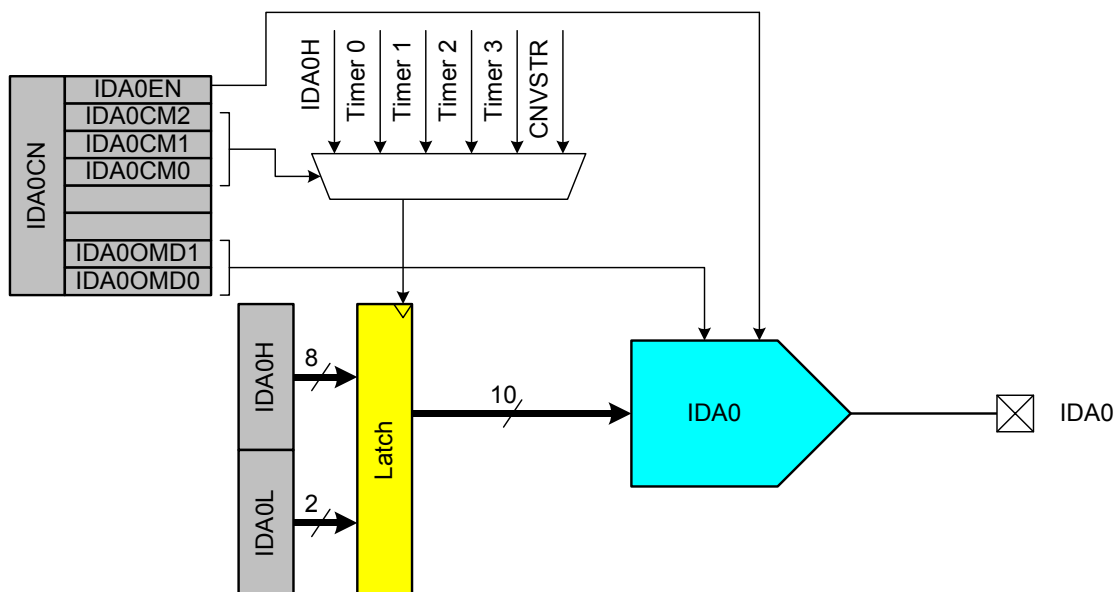 IDA0CN
IDA0EN
IDA0CM2
IDA0CM1
IDA0CM0
IDA0OMD1
IDA0OMD0
IDA0H
Timer 0
Timer 1
Timer 2
Timer 3
CNVSTR
IDA0H
8
IDA0L
2
Latch
10
IDA0
IDA0